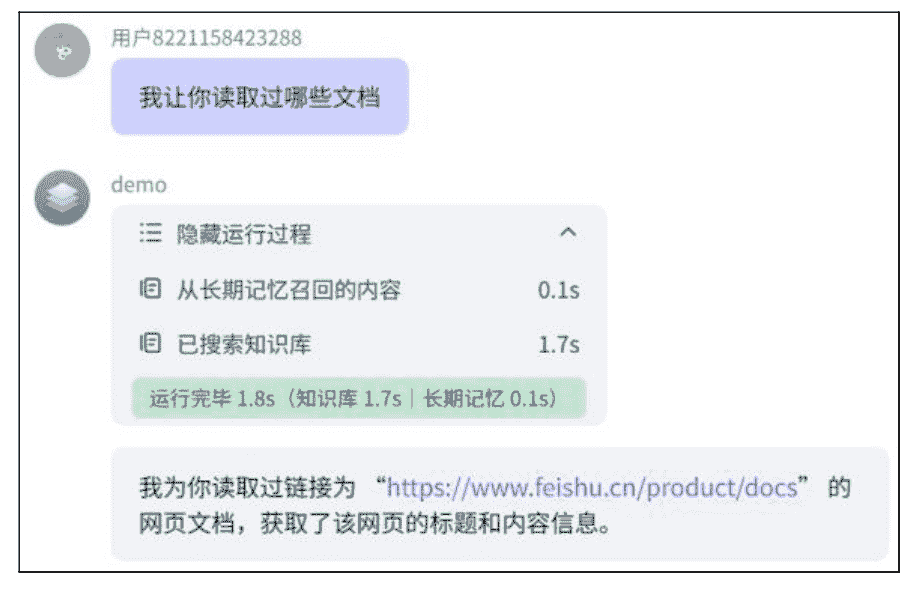 用户8221158423288
我让你读取过哪些文档
demo
隐藏运行过程
从长期记忆召回的内容 0.1s
已搜索知识库 1.7s
运行完毕 1.8s（知识库 1.7s｜长期记忆 0.1s）
我为你读取过链接为 “https://www.feishu.cn/product/docs” 的
网页文档，获取了该网页的标题和内容信息。